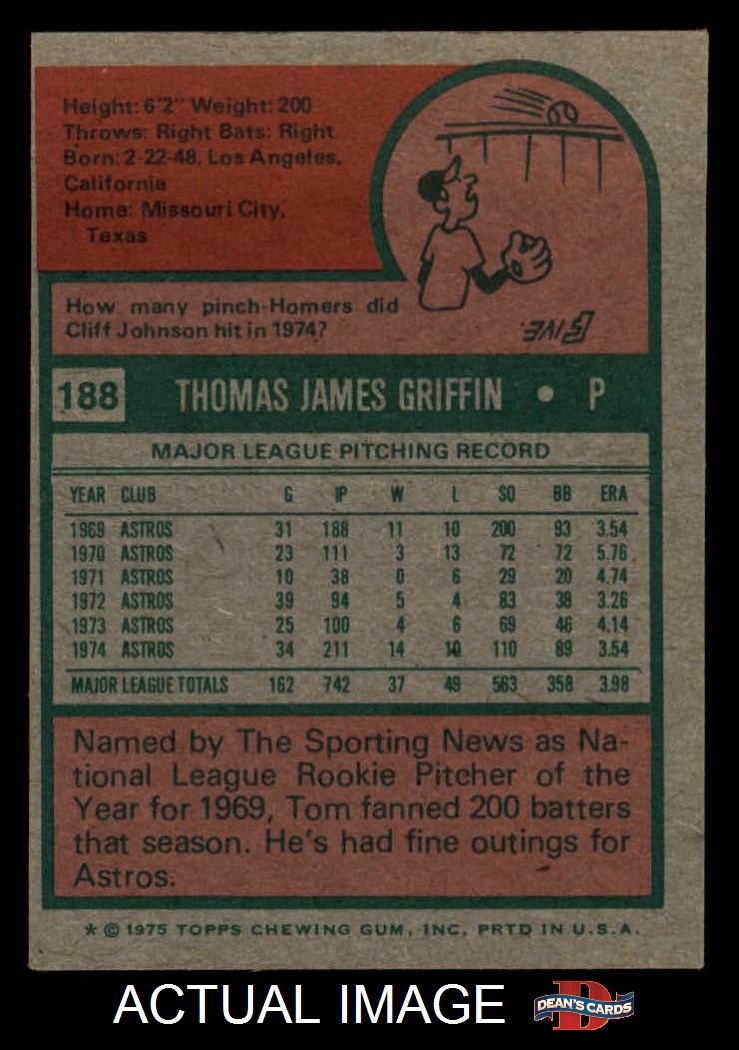 Height: 6'2" Weight: 200
Throws: Right Bats: Right
Born: 2-22-48, Los Angeles,
California
Home: Missouri City,
Texas
How many pinch-Homers did
Cliff Johnson hit in 1974?
Five.
188 THOMAS JAMES GRIFFIN • P
MAJOR LEAGUE PITCHING RECORD
YEAR CLUB G IP W L SO BB ERA
1969 ASTROS 31 188 11 10 200 93 3.54
1970 ASTROS 23 111 3 13 72 72 5.76
1971 ASTROS 10 38 0 6 29 20 4.74
1972 ASTROS 39 94 5 4 83 38 3.26
1973 ASTROS 25 100 4 6 69 46 4.14
1974 ASTROS 34 211 14 10 110 89 3.54
MAJOR LEAGUE TOTALS 162 742 37 49 563 358 3.98
Named by The Sporting News as Na-
tional League Rookie Pitcher of the
Year for 1969, Tom fanned 200 batters
that season. He's had fine outings for
Astros.
* © 1975 TOPPS CHEWING GUM, INC. PRTD IN U.S.A.
ACTUAL IMAGE
D
DEAN'S CARDS